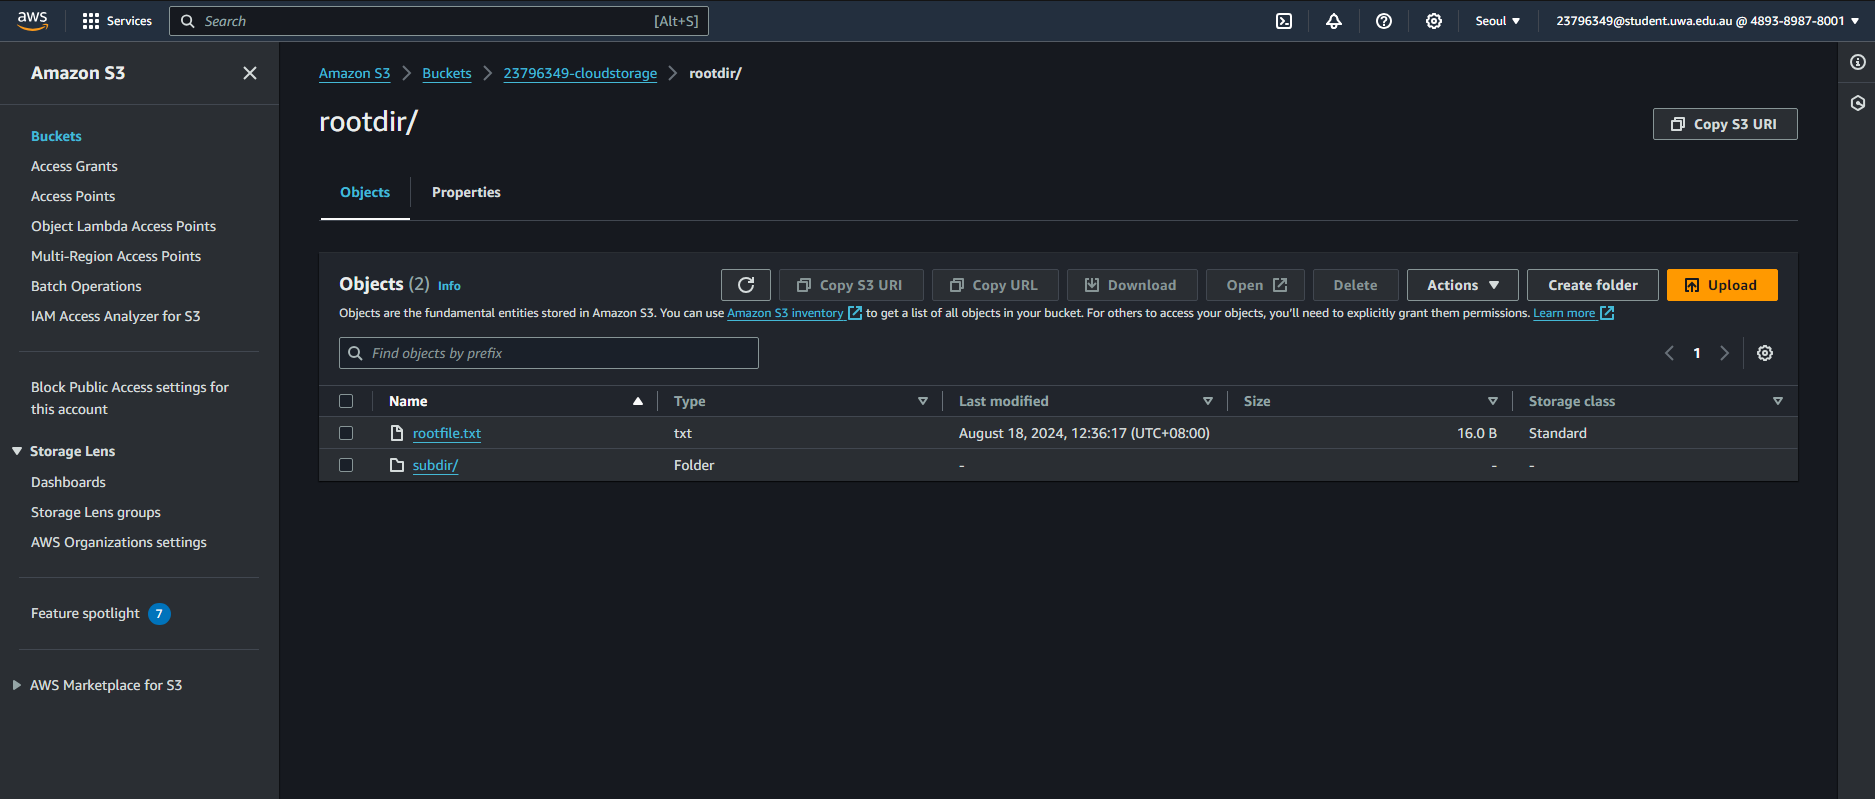 aws Services Search [Alt+S] Seoul 23796349@student.uwa.edu.au @ 4893-8987-8001
Amazon S3
Buckets
Access Grants
Access Points
Object Lambda Access Points
Multi-Region Access Points
Batch Operations
IAM Access Analyzer for S3
Block Public Access settings for
this account
Storage Lens
Dashboards
Storage Lens groups
AWS Organizations settings
Feature spotlight 7
AWS Marketplace for S3
Amazon S3 Buckets 23796349-cloudstorage rootdir/
rootdir/
Copy S3 URI
Objects Properties
Objects (2) Info Copy S3 URI Copy URL Download Open Delete Actions Create folder Upload
Objects are the fundamental entities stored in Amazon S3. You can use Amazon S3 inventory to get a list of all objects in your bucket. For others to access your objects, you'll need to explicitly grant them permissions. Learn more
Find objects by prefix 1
Name Type Last modified Size Storage class
rootfile.txt txt August 18, 2024, 12:36:17 (UTC+08:00) 16.0 B Standard
subdir/ Folder - - -